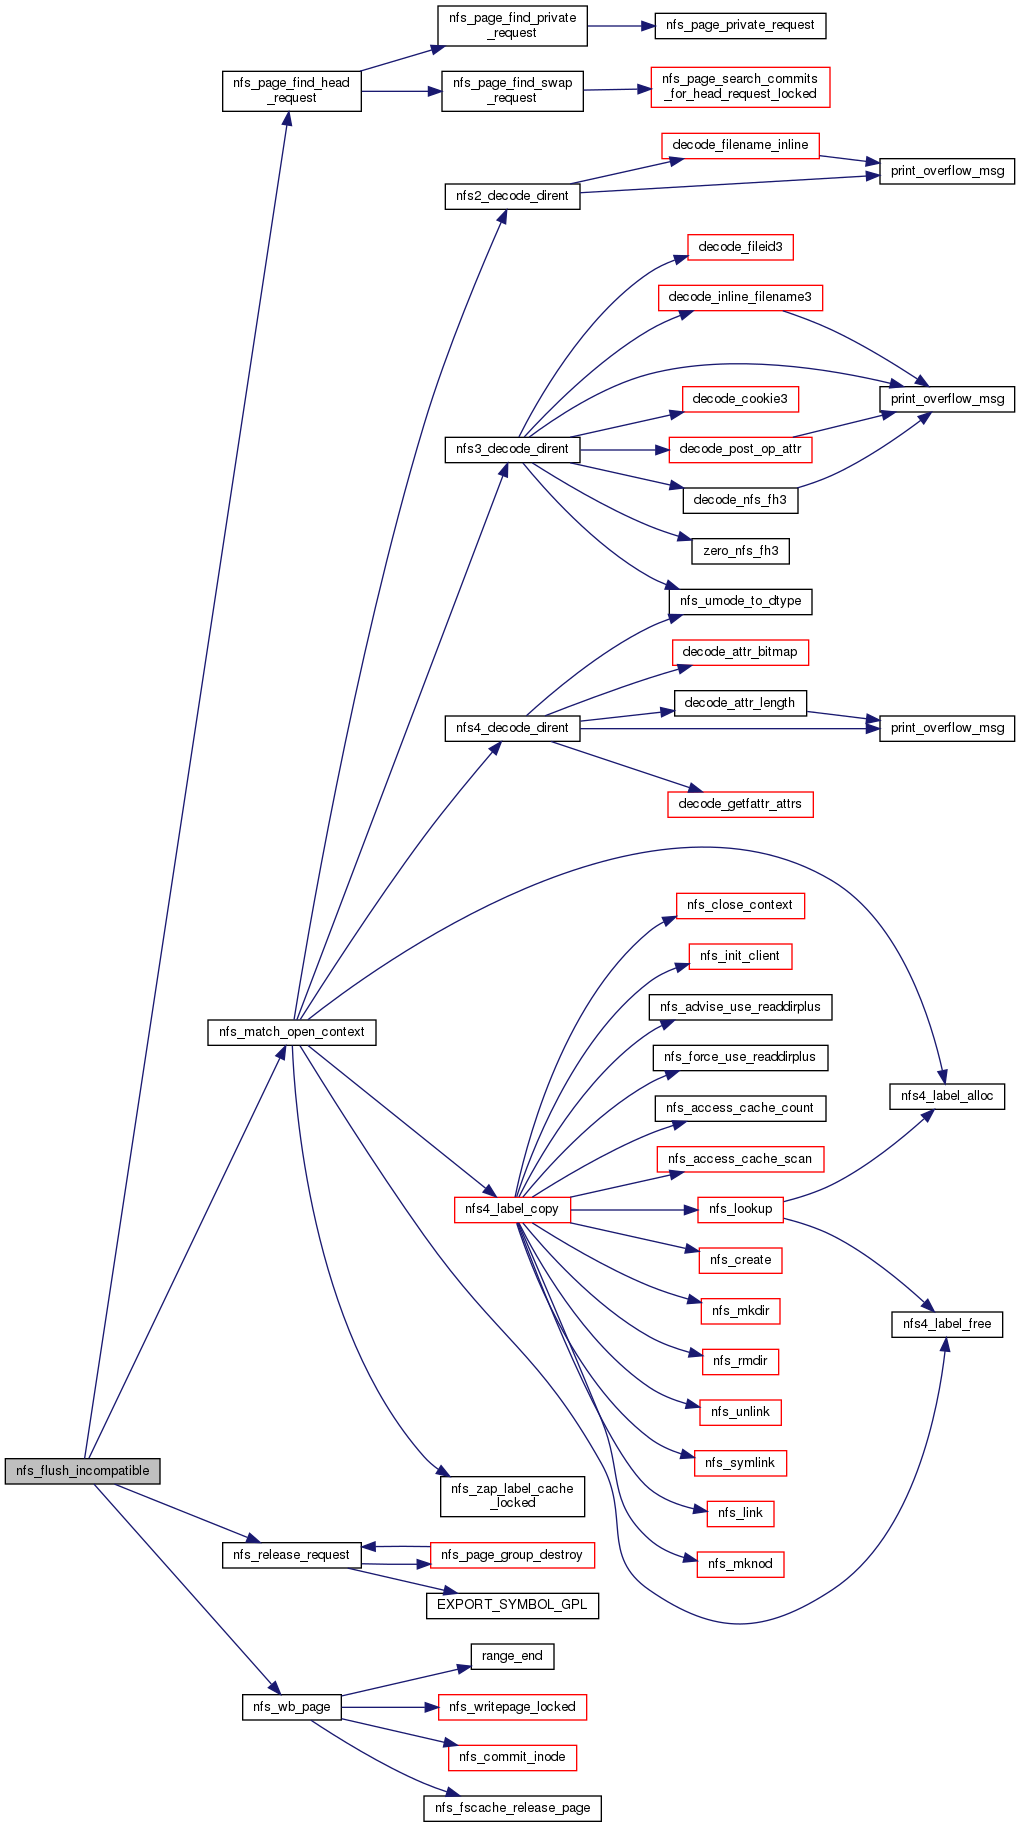 nfs_page_find_private
_request
nfs_page_private_request
nfs_page_find_head
_request
nfs_page_find_swap
_request
nfs_page_search_commits
_for_head_request_locked
decode_filename_inline
print_overflow_msg
nfs2_decode_dirent
decode_fileid3
decode_inline_filename3
decode_cookie3
print_overflow_msg
nfs3_decode_dirent
decode_post_op_attr
decode_nfs_fh3
zero_nfs_fh3
nfs_umode_to_dtype
decode_attr_bitmap
decode_attr_length
nfs4_decode_dirent
print_overflow_msg
decode_getfattr_attrs
nfs_close_context
nfs_init_client
nfs_advise_use_readdirplus
nfs_match_open_context
nfs_force_use_readdirplus
nfs4_label_alloc
nfs_access_cache_count
nfs_access_cache_scan
nfs4_label_copy
nfs_lookup
nfs_create
nfs_mkdir
nfs4_label_free
nfs_rmdir
nfs_unlink
nfs_symlink
nfs_flush_incompatible
nfs_zap_label_cache
_locked
nfs_link
nfs_release_request
nfs_page_group_destroy
nfs_mknod
EXPORT_SYMBOL_GPL
range_end
nfs_wb_page
nfs_writepage_locked
nfs_commit_inode
nfs_fscache_release_page